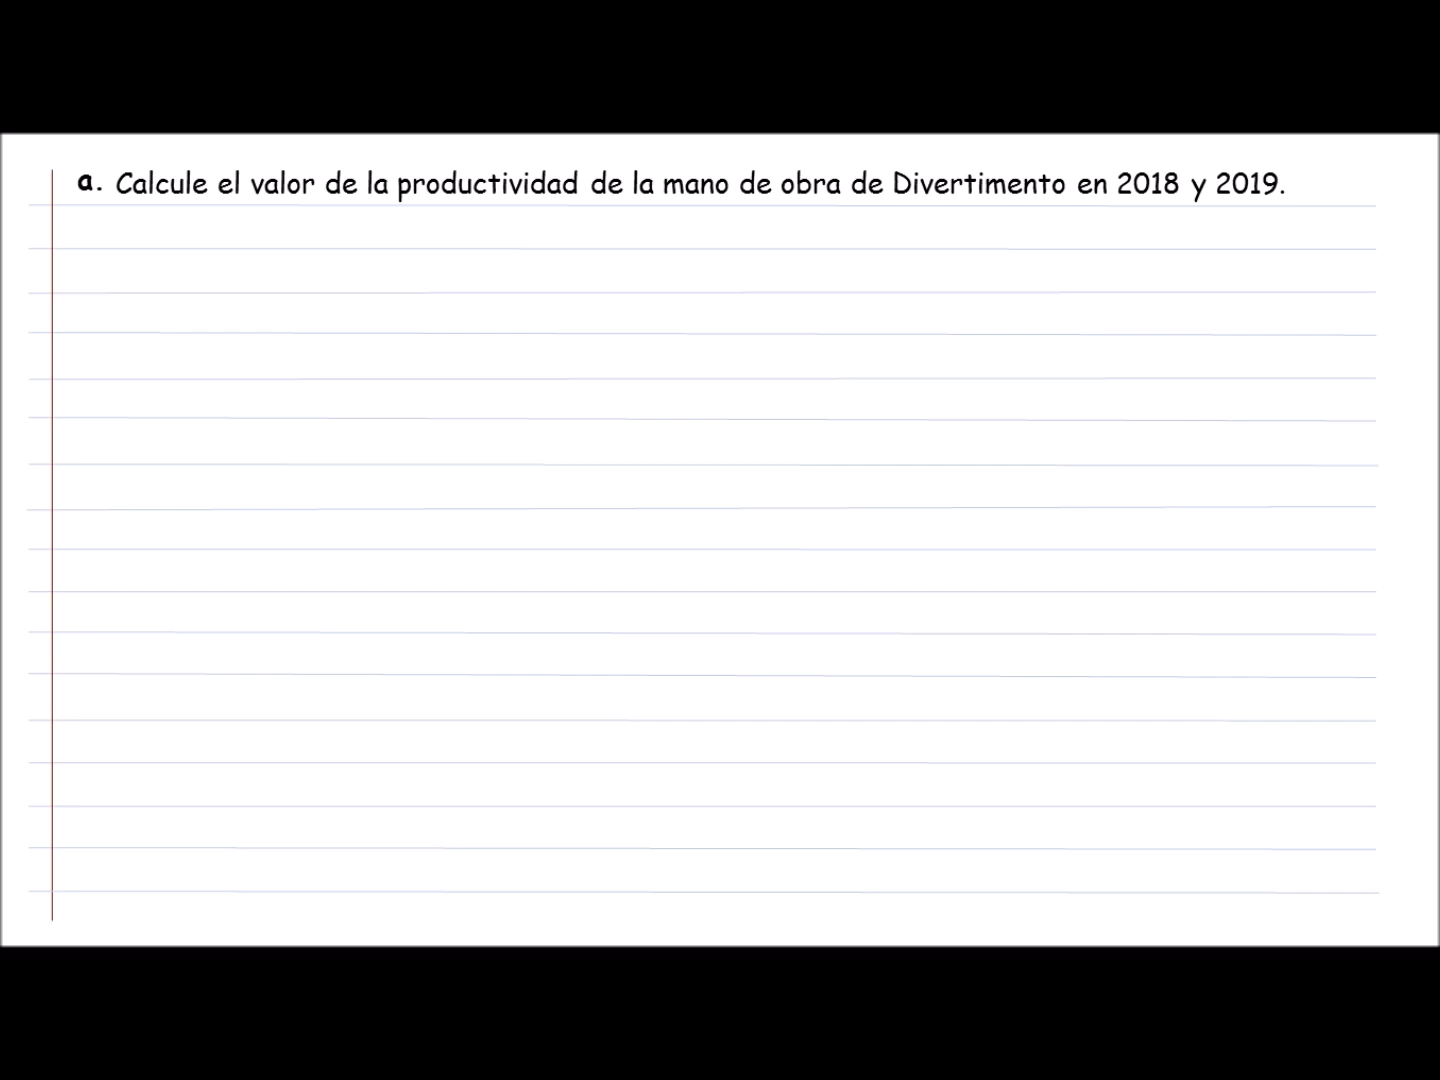 a. Calcule el valor de la productividad de la mano de obra de Divertimento en 2018 y 2019.